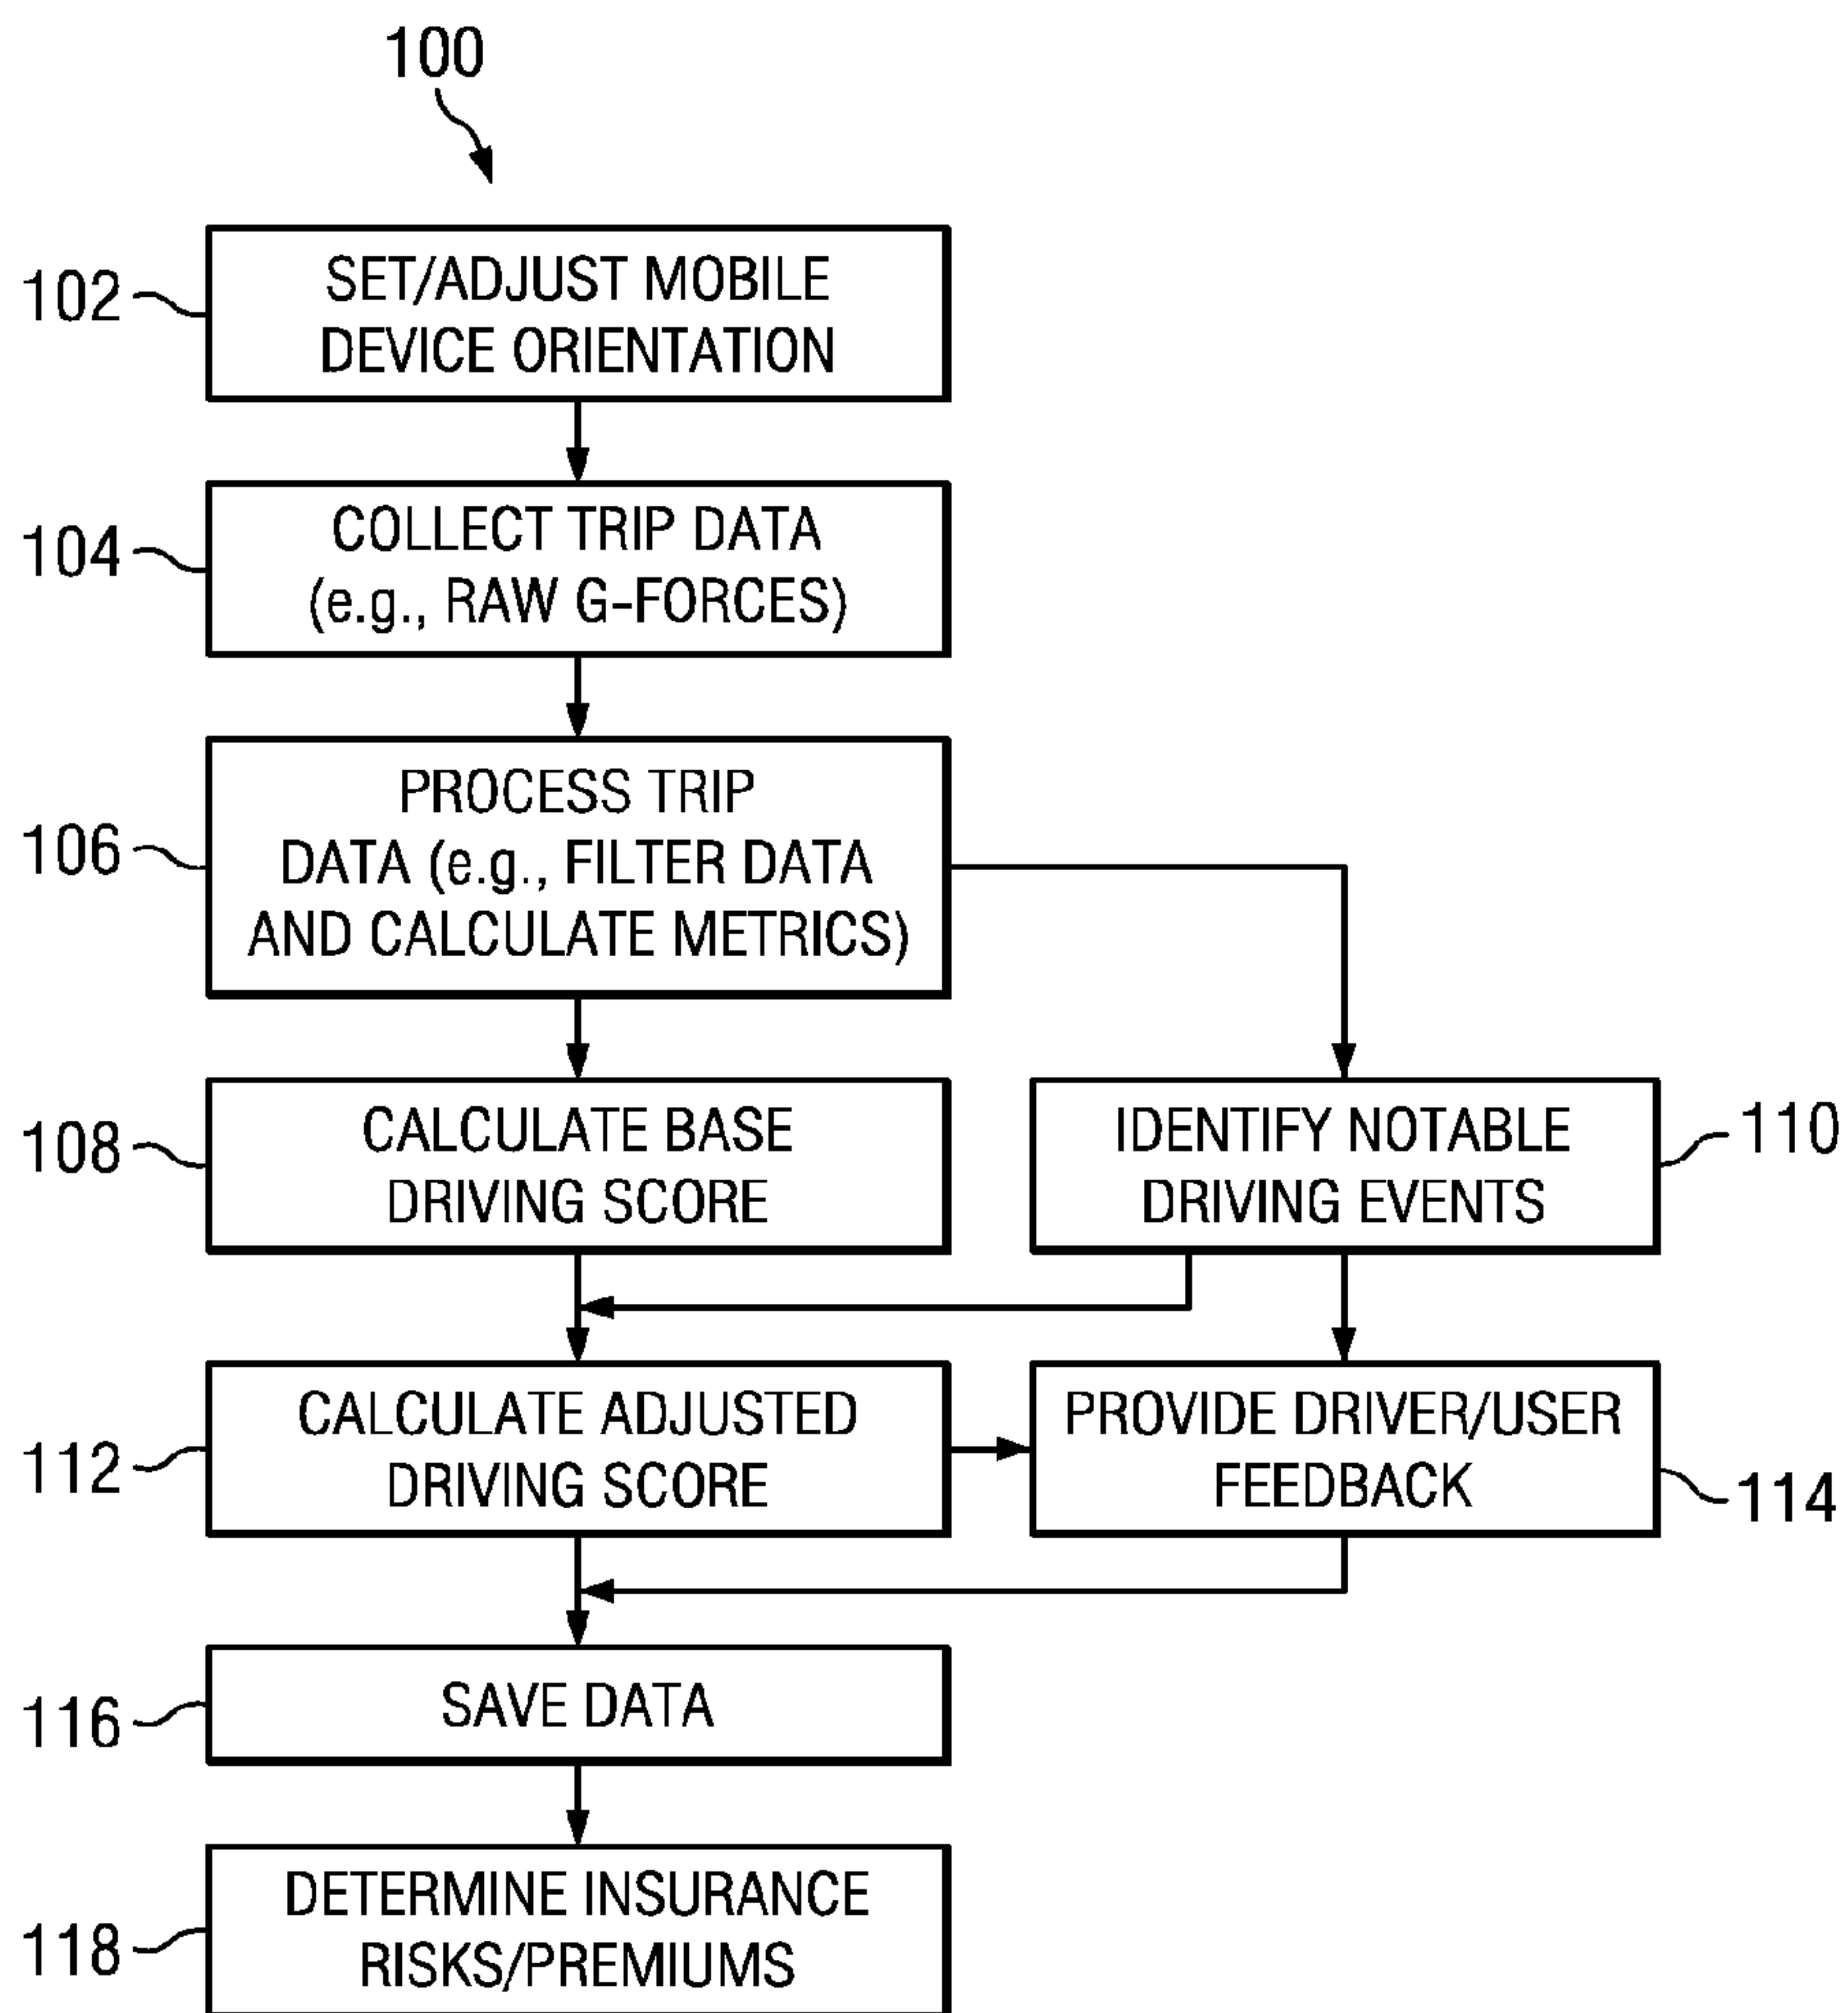 100
102
SET/ADJUST MOBILE
DEVICE ORIENTATION
104
COLLECT TRIP DATA
(e.g., RAW G-FORCES)
106
PROCESS TRIP
DATA (e.g., FILTER DATA
AND CALCULATE METRICS)
108
CALCULATE BASE
DRIVING SCORE
IDENTIFY NOTABLE
DRIVING EVENTS
110
112
CALCULATE ADJUSTED
DRIVING SCORE
PROVIDE DRIVER/USER
FEEDBACK
114
116
SAVE DATA
118
DETERMINE INSURANCE
RISKS/PREMIUMS